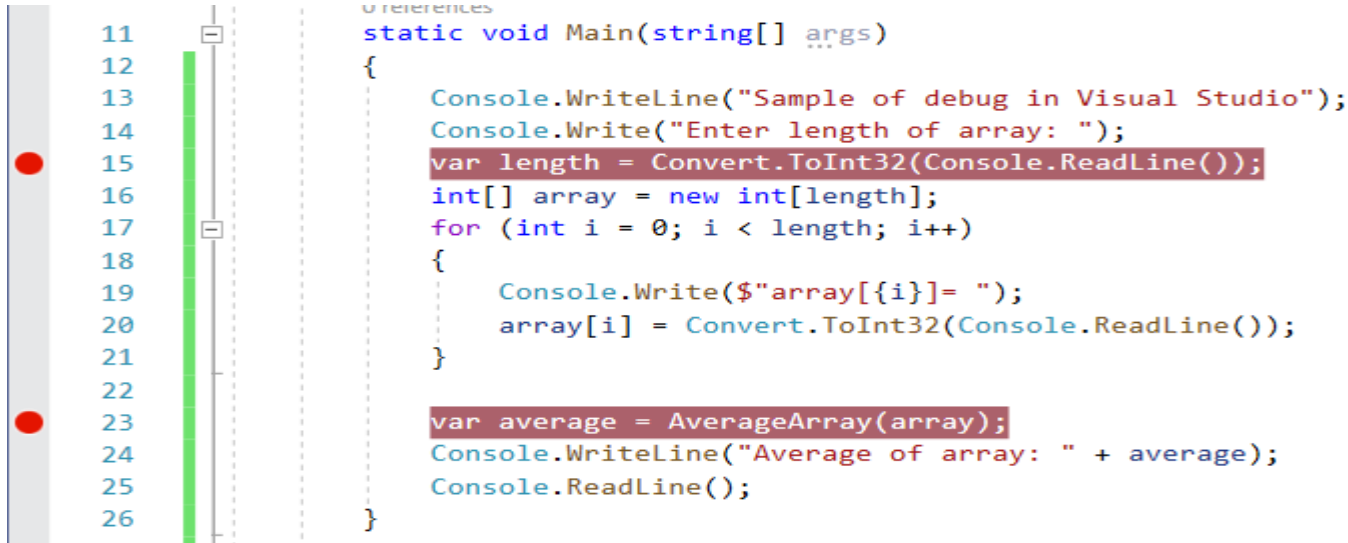 0 references
11 static void Main(string[] args)
12 {
13 Console.WriteLine("Sample of debug in Visual Studio");
14 Console.Write("Enter length of array: ");
15 var length = Convert.ToInt32(Console.ReadLine());
16 int[] array = new int[length];
17 for (int i = 0; i < length; i++)
18 {
19 Console.Write($"array[{i}]= ");
20 array[i] = Convert.ToInt32(Console.ReadLine());
21 }
22
23 var average = AverageArray(array);
24 Console.WriteLine("Average of array: " + average);
25 Console.ReadLine();
26 }